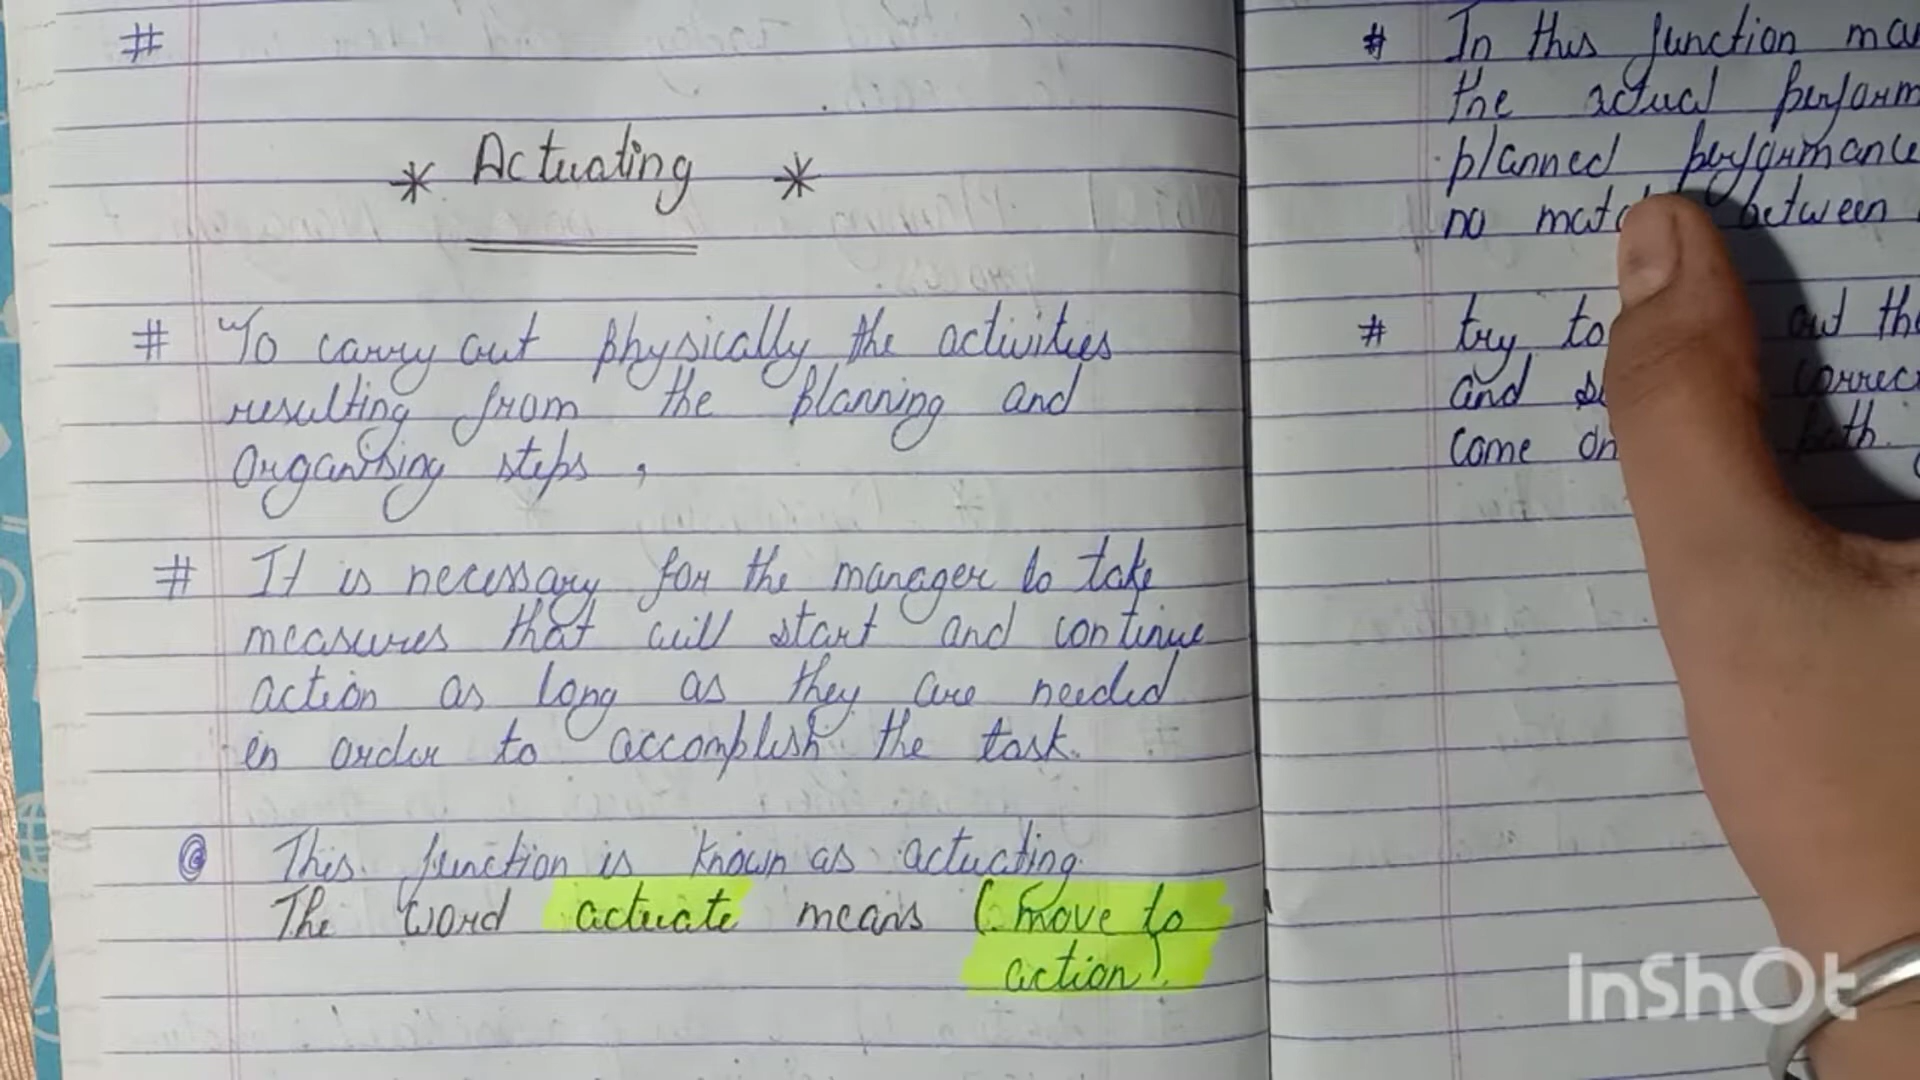 #
* Actuating *
# To carry out physically the activities
resulting from the planning and
organising steps ,
# It is necessary for the manager to take
measures that will start and continue
action as long as they are needed
in order to accomplish the task.
This function is known as actucting.
The word actuate means (move to
action).
# In this function
the actual
planned performance
no between
# try to out
and
come
InShOt